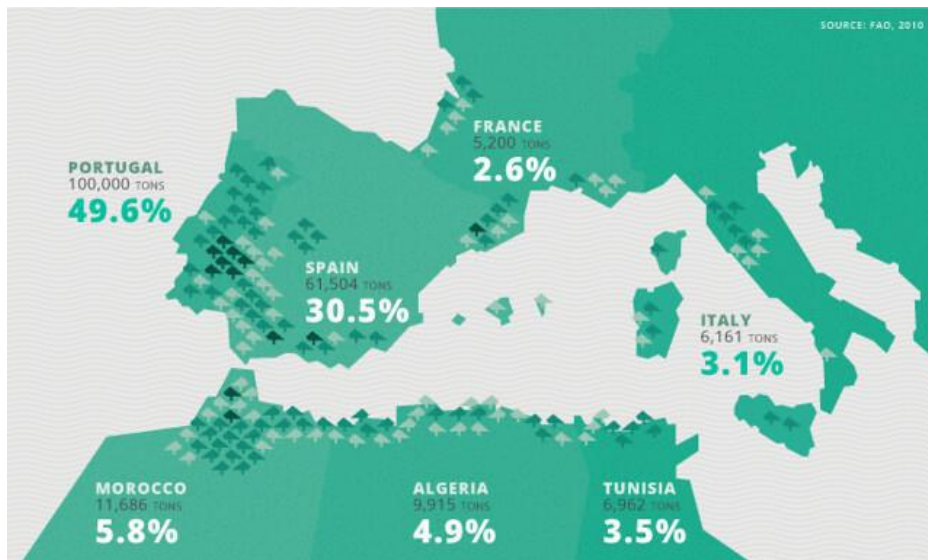 SOURCE: FAO, 2010
FRANCE
5,200 TONS
2.6%
PORTUGAL
100,000 TONS
49.6%
SPAIN
61,504 TONS
30.5%
ITALY
6,161 TONS
3.1%
MOROCCO
11,686 TONS
5.8%
ALGERIA
9,915 TONS
4.9%
TUNISIA
6,962 TONS
3.5%